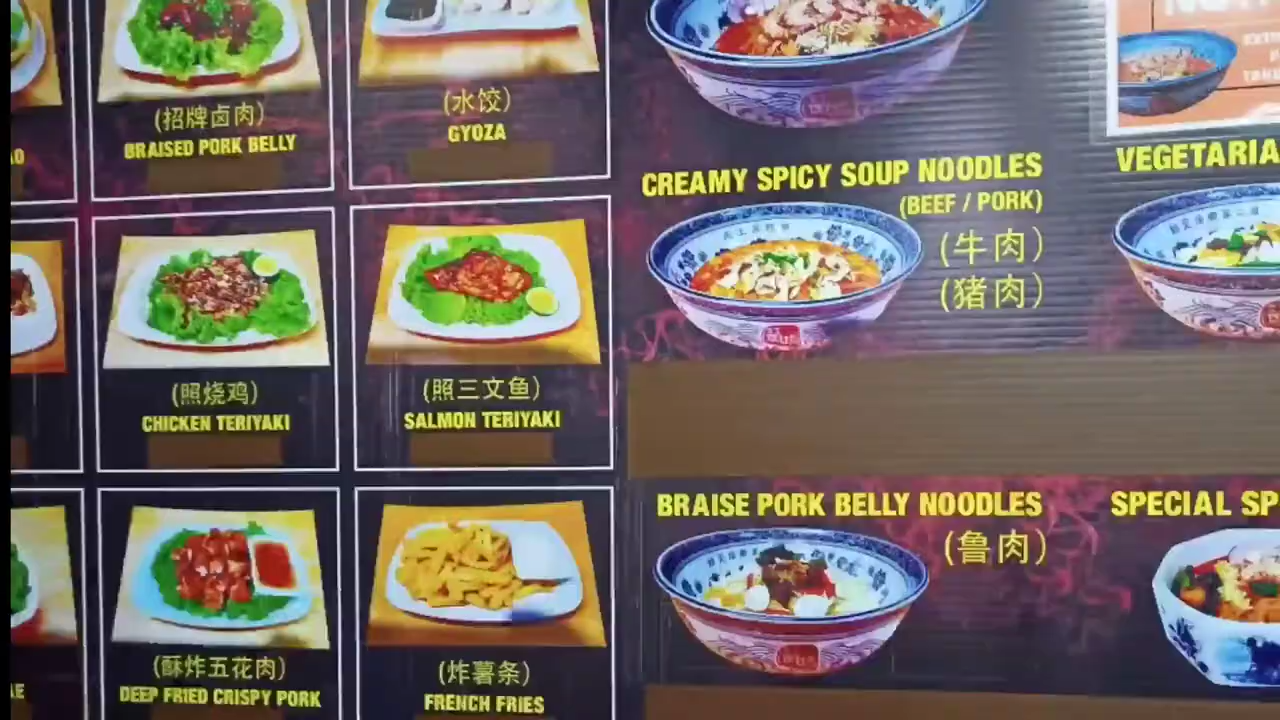 (招牌卤肉)
BRAISED PORK BELLY
(水饺)
GYOZA
(照烧鸡)
CHICKEN TERIYAKI
(照三文鱼)
SALMON TERIYAKI
(酥炸五花肉)
DEEP FRIED CRISPY PORK
(炸薯条)
FRENCH FRIES
CREAMY SPICY SOUP NOODLES
(BEEF / PORK)
(牛肉)
(猪肉)
BRAISE PORK BELLY NOODLES
(鲁肉)
VEGETARIA
SPECIAL SP